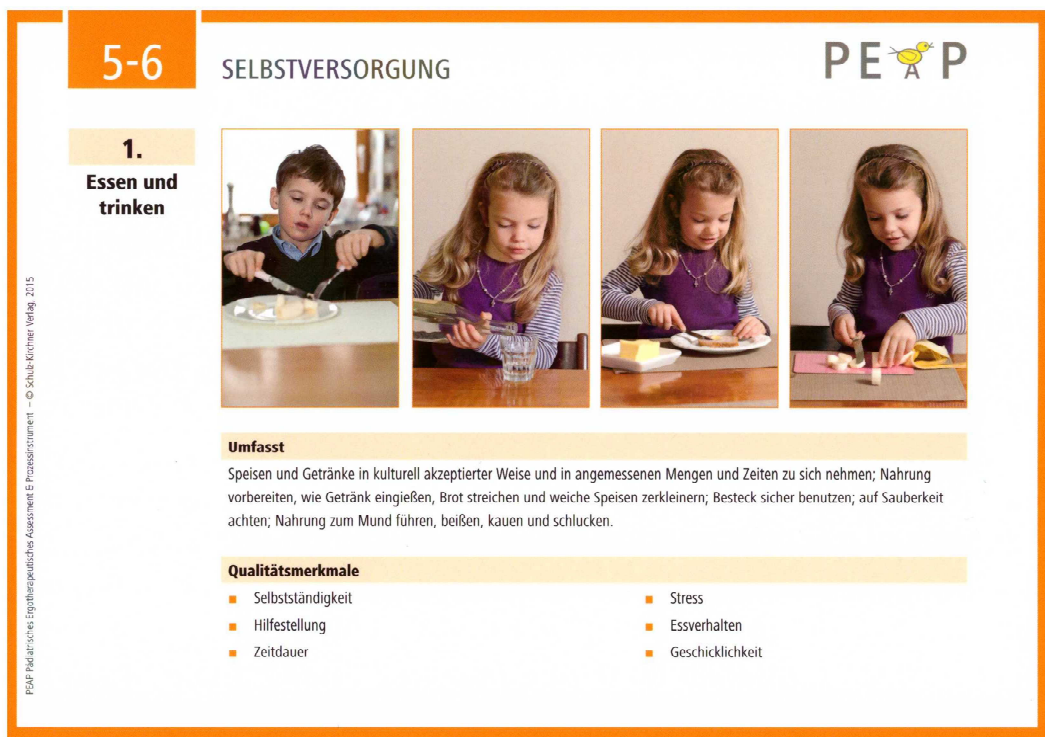 5-6
SELBSTVERSORGUNG
PEAP
1.
Essen und
trinken
Umfasst
Speisen und Getränke in kulturell akzeptierter Weise und in angemessenen Mengen und Zeiten zu sich nehmen; Nahrung
vorbereiten, wie Getränk eingießen, Brot streichen und weiche Speisen zerkleinern; Besteck sicher benutzen; auf Sauberkeit
achten; Nahrung zum Mund führen, beißen, kauen und schlucken.
Qualitätsmerkmale
Selbstständigkeit
Hilfestellung
Zeitdauer
Stress
Essverhalten
Geschicklichkeit
PEAP Pädiatrisches Ergotherapeutisches Assessment & Prozessinstrument – © Schulz-Kirchner Verlag, 2015